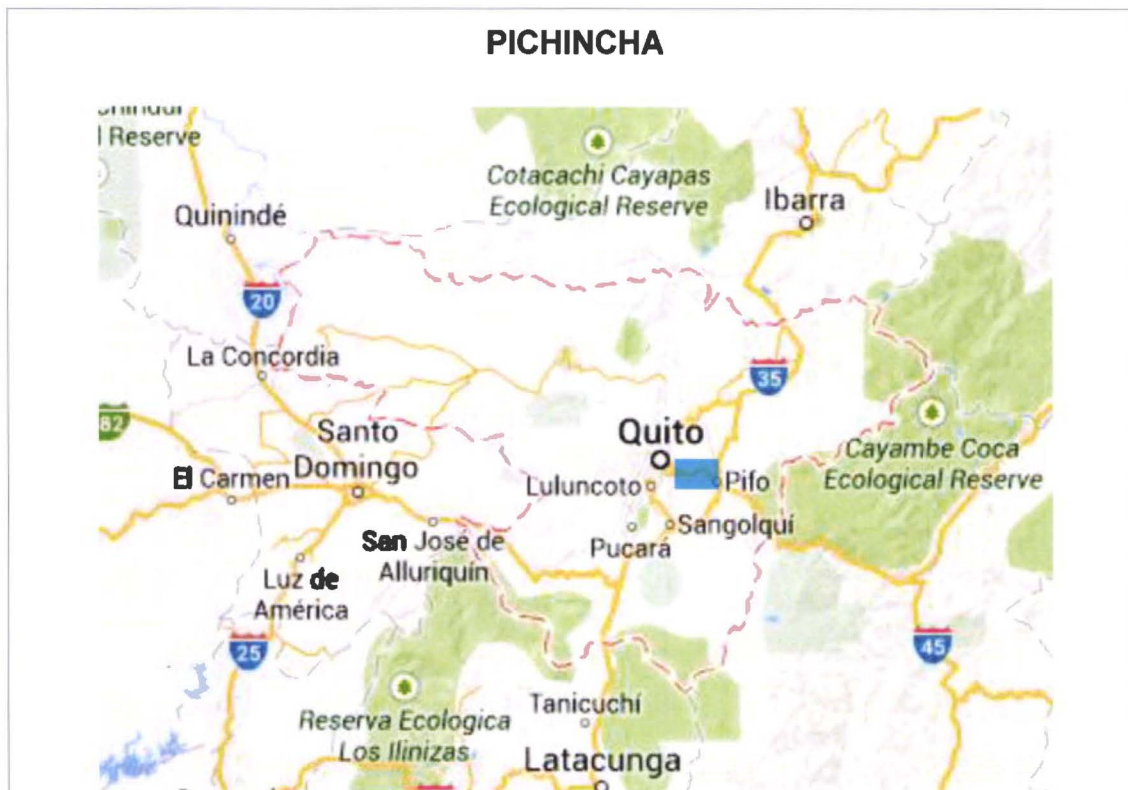 PICHINCHA
l Reserve
Cotacachi Cayapas
Ecological Reserve
Ibarra
Quinindé
20
La Concordia
35
82
Santo
Domingo
Quito
Cayambe Coca
Ecological Reserve
El Carmen
Luluncoto
Pifo
San José de
Alluriquín
Pucará
Sangolquí
Luz de
América
25
45
Reserva Ecologica
Los Ilinizas
Tanicuchí
Latacunga